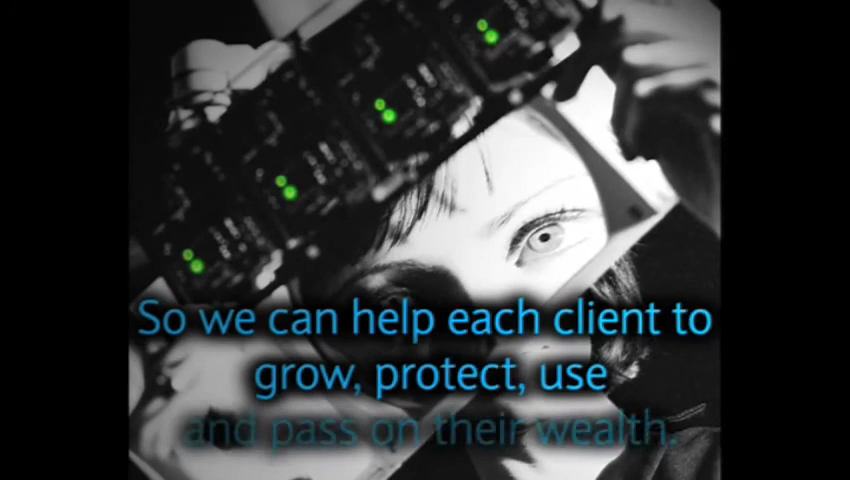 So we can help each client to
grow, protect, use
and pass on their wealth.